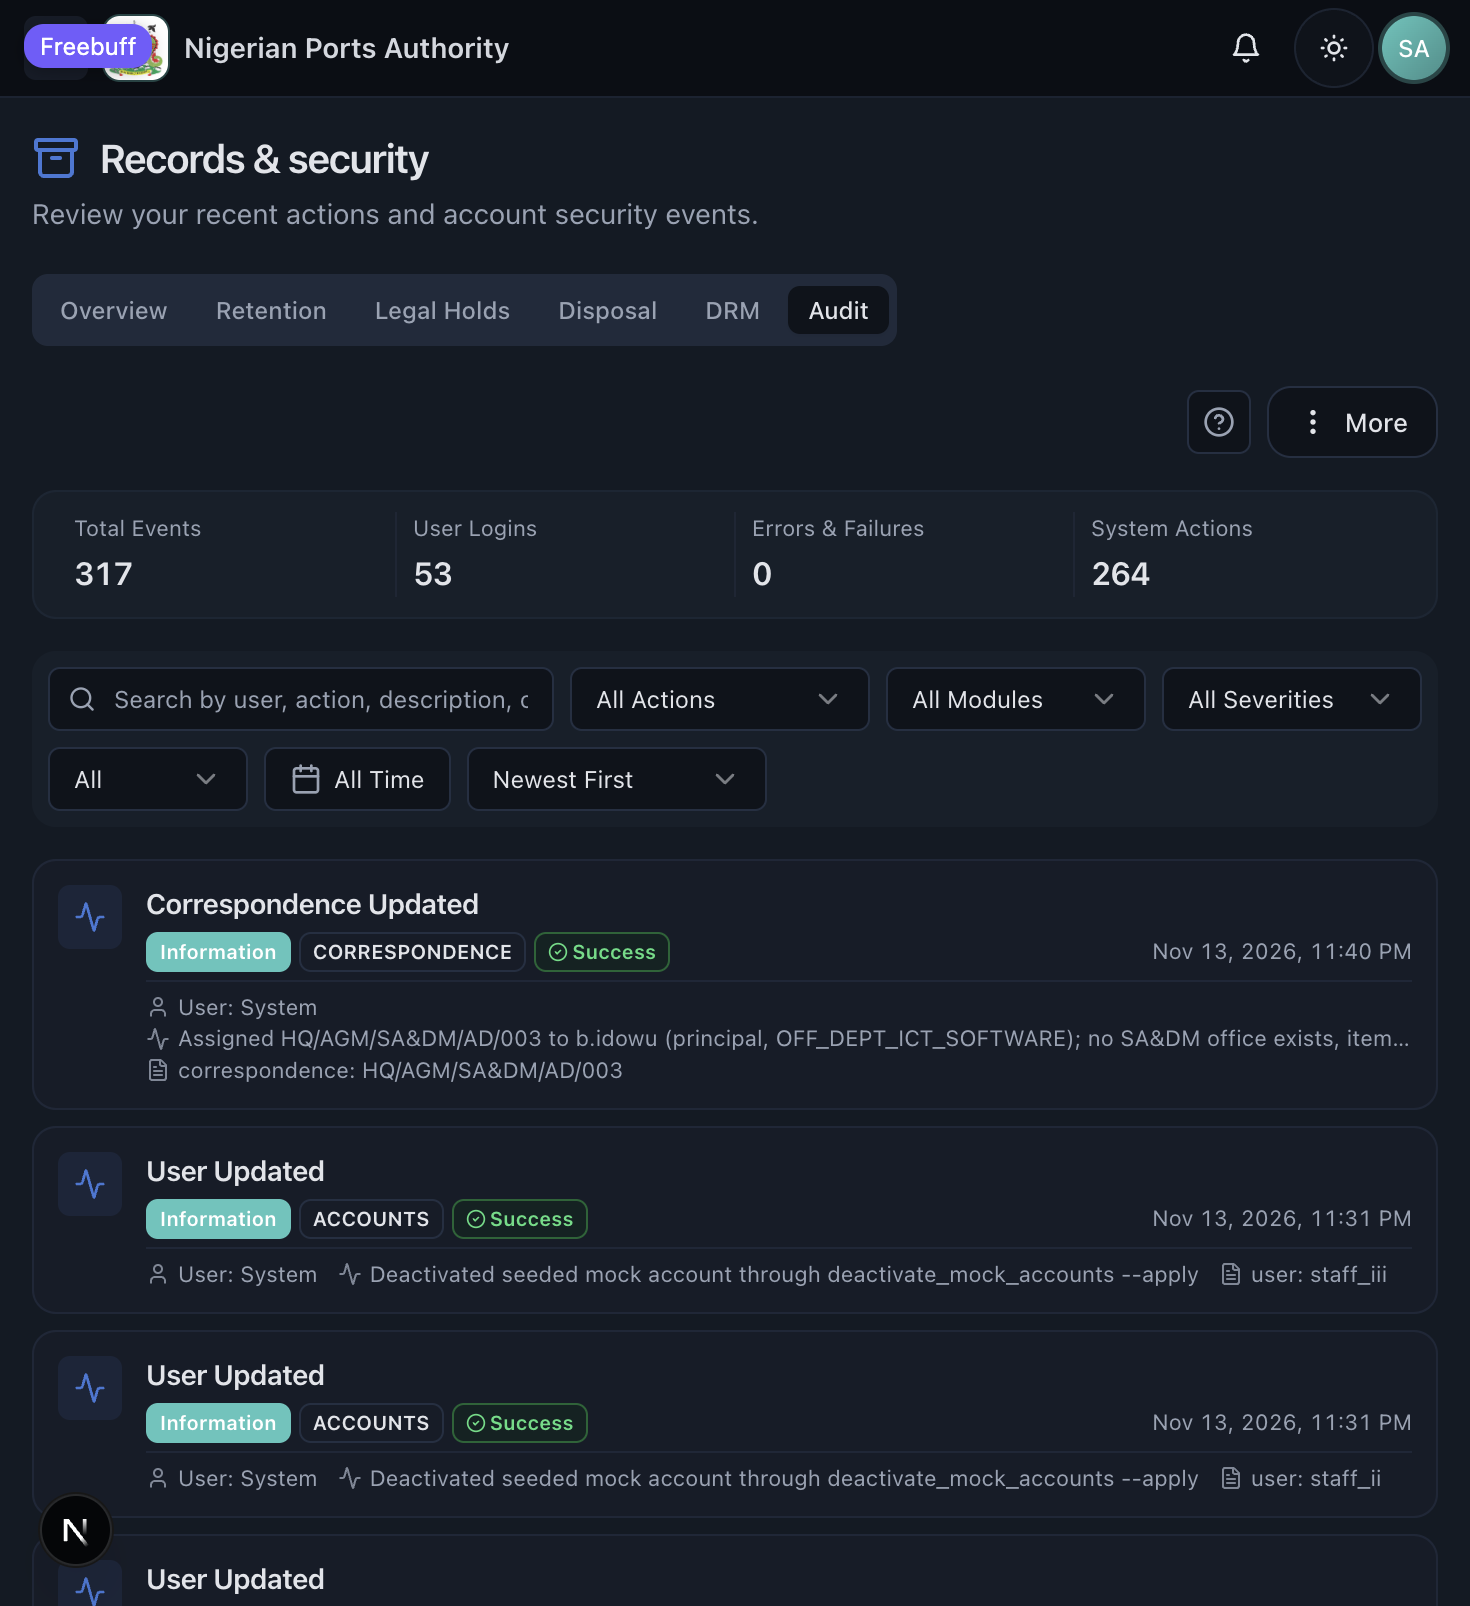 Freebuff
Nigerian Ports Authority
SA
Records & security
Review your recent actions and account security events.
Overview Retention Legal Holds Disposal DRM Audit
More
Total Events User Logins Errors & Failures System Actions
317 53 0 264
Search by user, action, description, c All Actions All Modules All Severities
All All Time Newest First
Correspondence Updated
Information CORRESPONDENCE Success Nov 13, 2026, 11:40 PM
User: System
Assigned HQ/AGM/SA&DM/AD/003 to b.idowu (principal, OFF_DEPT_ICT_SOFTWARE); no SA&DM office exists, item...
correspondence: HQ/AGM/SA&DM/AD/003
User Updated
Information ACCOUNTS Success Nov 13, 2026, 11:31 PM
User: System Deactivated seeded mock account through deactivate_mock_accounts --apply user: staff_iii
User Updated
Information ACCOUNTS Success Nov 13, 2026, 11:31 PM
User: System Deactivated seeded mock account through deactivate_mock_accounts --apply user: staff_ii
N
User Updated